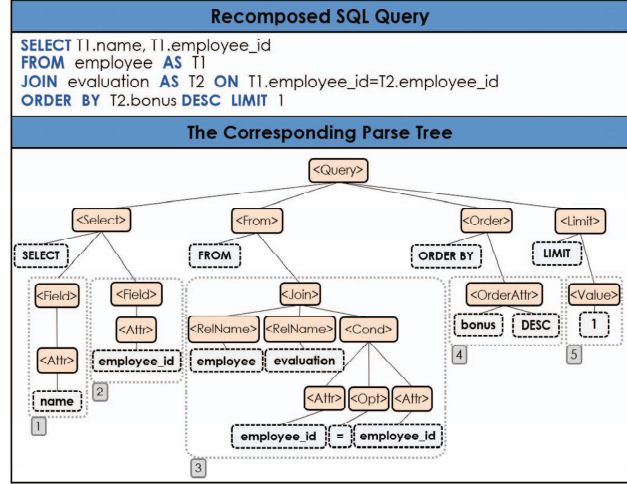 Recomposed SQL Query
SELECT T1.name, T1.employee_id
FROM employee AS T1
JOIN evaluation AS T2 ON T1.employee_id=T2.employee_id
ORDER BY T2.bonus DESC LIMIT 1
The Corresponding Parse Tree
<Query>
<Select> <From> <Order> <Limit>
SELECT FROM ORDER BY LIMIT
<Field> <Field> <Join> <OrderAttr> <Value>
<Attr> <RelName> <RelName> <Cond> bonus DESC 1
employee_id employee evaluation 4 5
<Attr> 2 <Attr> <Opt> <Attr>
name employee_id = employee_id
1 3